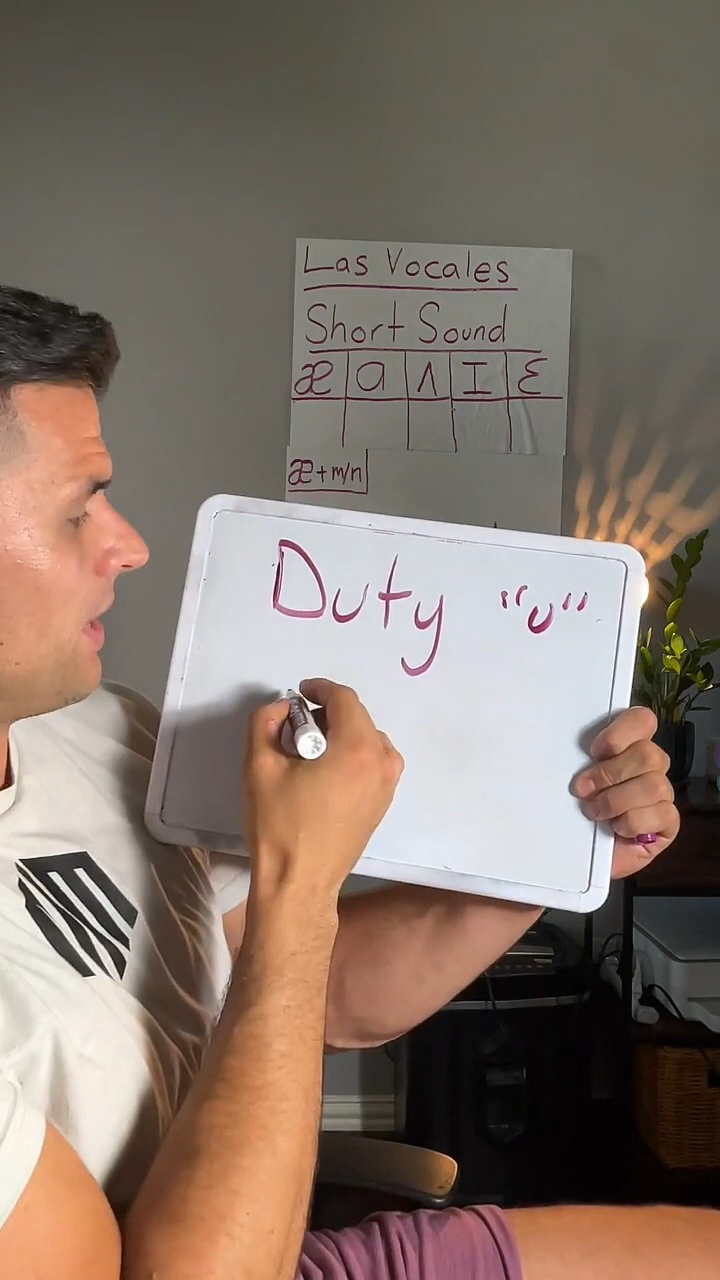 Las Vocales
Short Sound
æ ɑ ʌ I ɛ
æ+m/n
Duty "u"